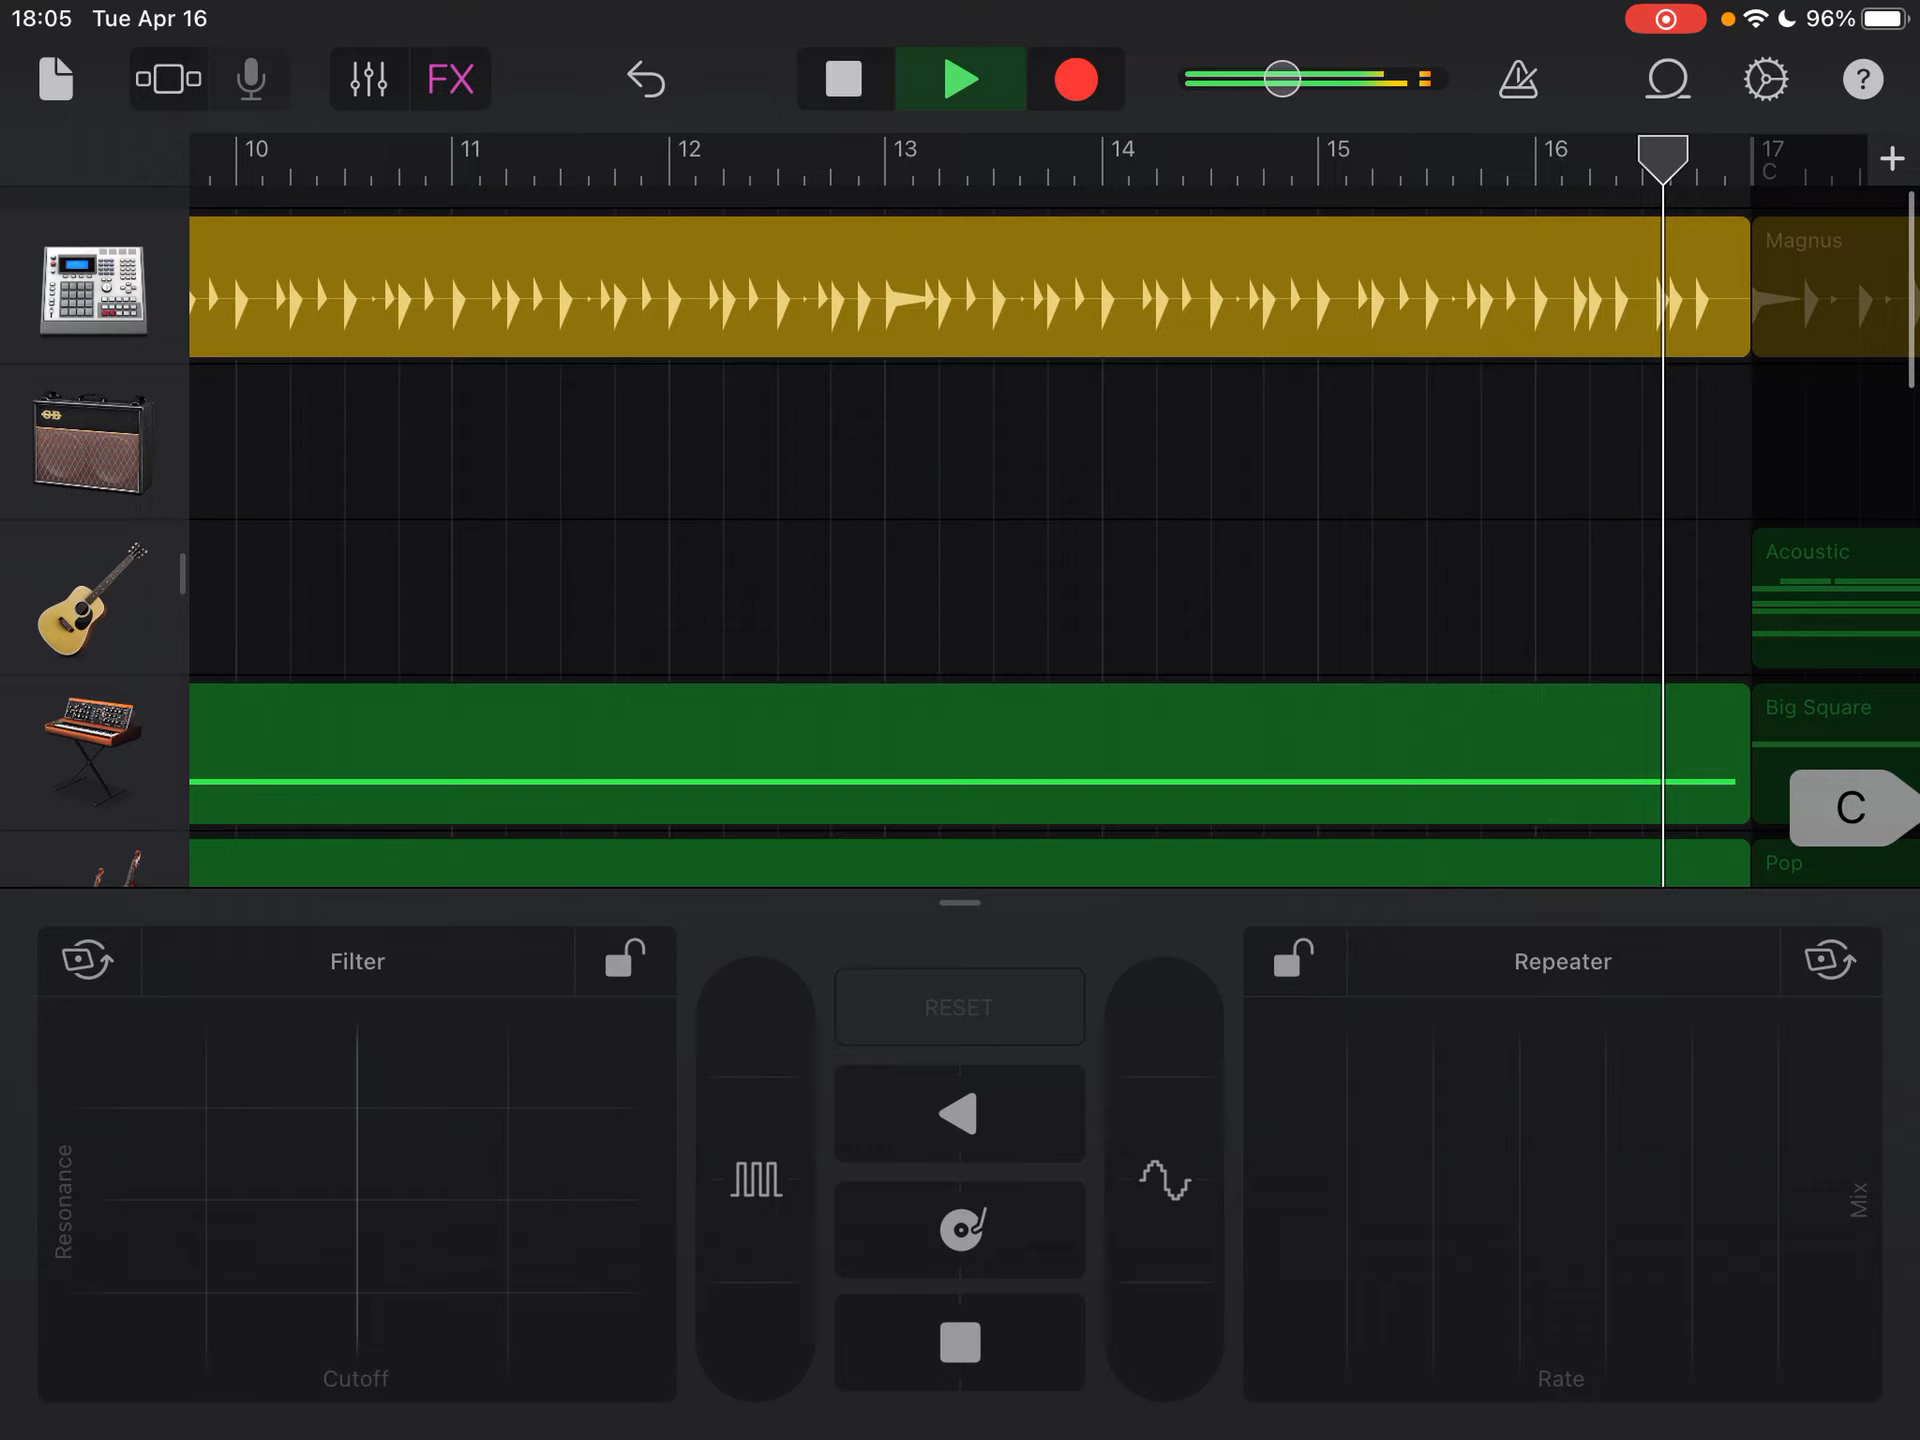 18:05 Tue Apr 16
96%
FX
?
10 11 12 13 14 15 16 17
C
+
Magnus
GB
Acoustic
Big Square
C
Pop
Filter
RESET
Repeater
Resonance
Mix
Cutoff
Rate